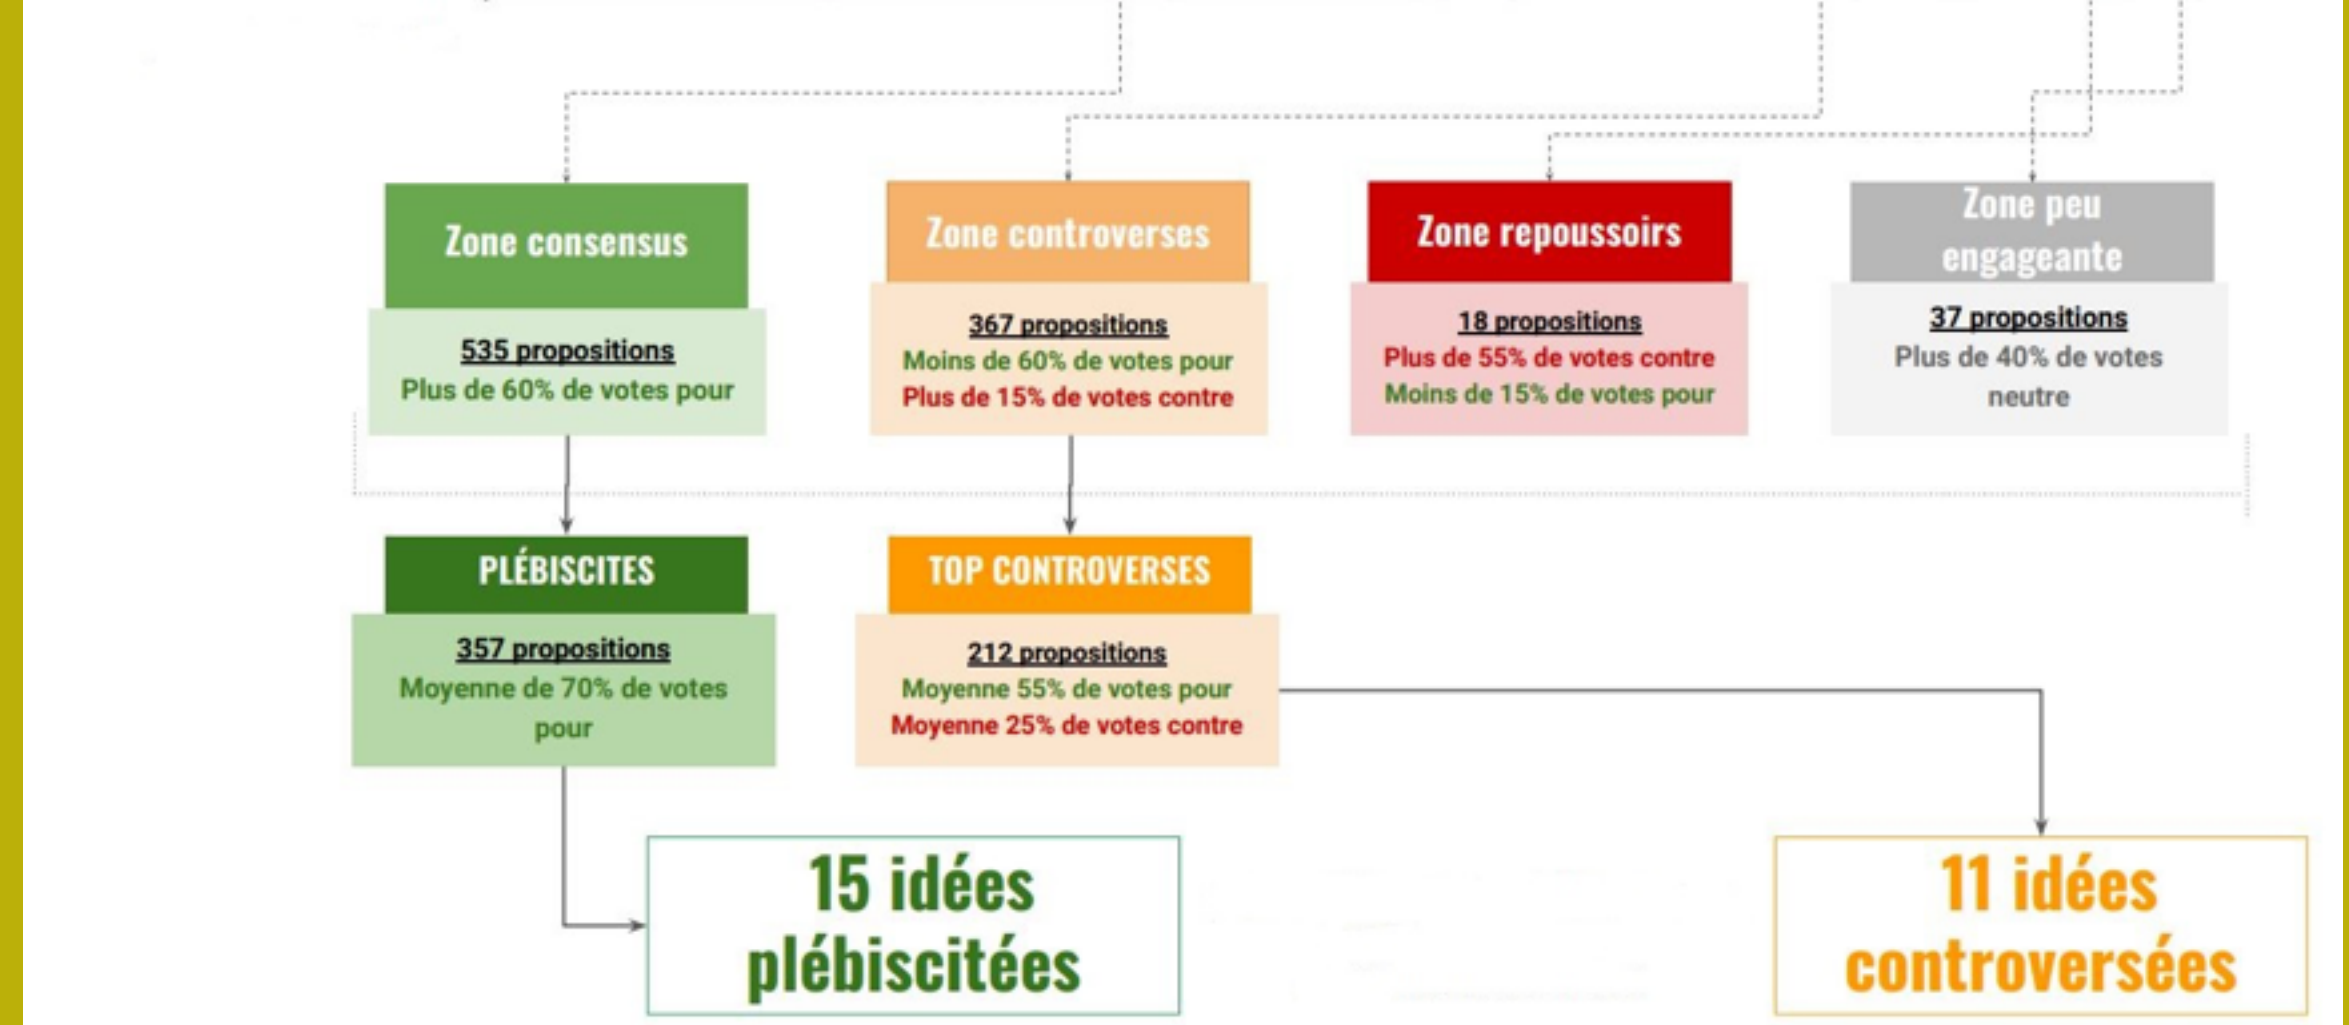 Zone consensus
535 propositions
Plus de 60% de votes pour
Zone controverses
367 propositions
Moins de 60% de votes pour
Plus de 15% de votes contre
Zone repoussoirs
18 propositions
Plus de 55% de votes contre
Moins de 15% de votes pour
Zone peu
engageante
37 propositions
Plus de 40% de votes
neutre
PLÉBISCITES
357 propositions
Moyenne de 70% de votes
pour
TOP CONTROVERSES
212 propositions
Moyenne 55% de votes pour
Moyenne 25% de votes contre
15 idées
plébiscitées
11 idées
controversées